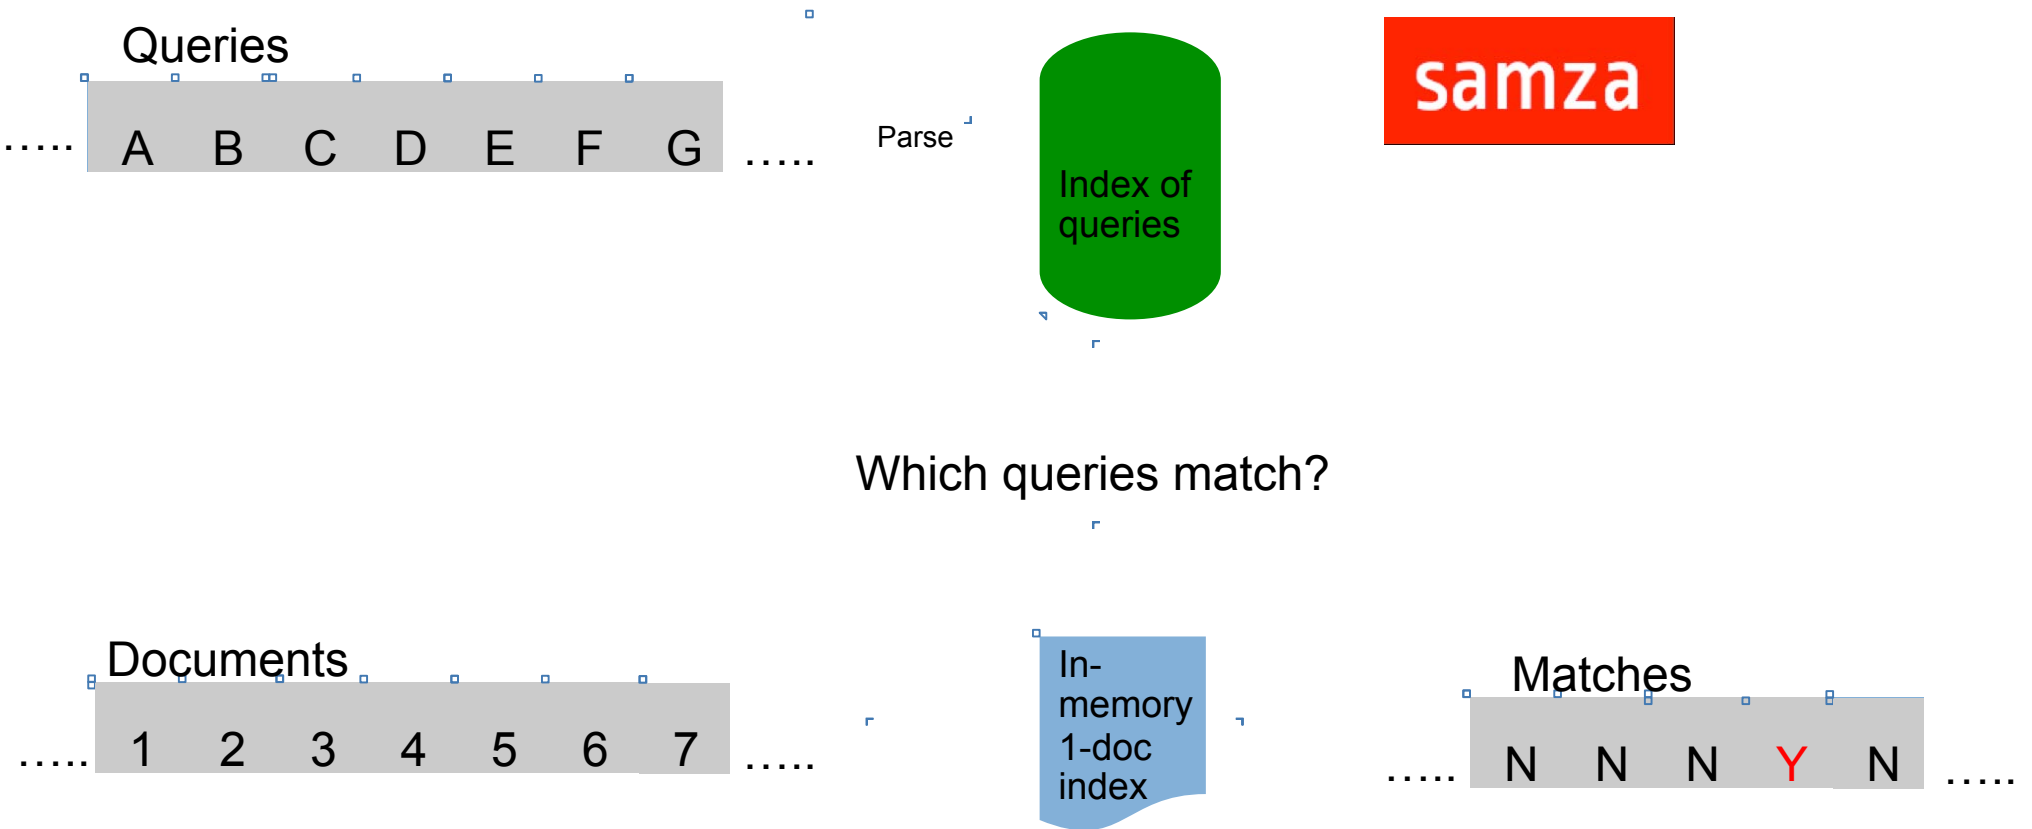 Queries
samza
..... A B C D E F G .....
Parse
Index of
queries
Which queries match?
Documents
..... 1 2 3 4 5 6 7 .....
In-
memory
1-doc
index
Matches
..... N N N Y N .....